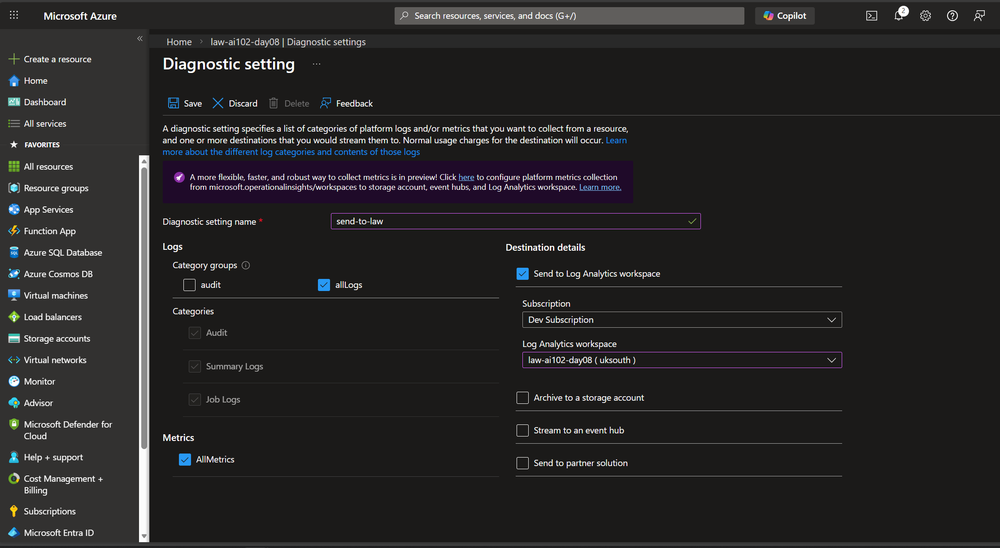 Microsoft Azure
Search resources, services, and docs (G+/)
Copilot
2
Create a resource
Home
Dashboard
All services
FAVORITES
All resources
Resource groups
App Services
Function App
Azure SQL Database
Azure Cosmos DB
Virtual machines
Load balancers
Storage accounts
Virtual networks
Monitor
Advisor
Microsoft Defender for
Cloud
Help + support
Cost Management +
Billing
Subscriptions
Microsoft Entra ID
Home > law-ai102-day08 | Diagnostic settings
Diagnostic setting ...
Save Discard Delete Feedback
A diagnostic setting specifies a list of categories of platform logs and/or metrics that you want to collect from a resource,
and one or more destinations that you would stream them to. Normal usage charges for the destination will occur. Learn
more about the different log categories and contents of those logs
A more flexible, faster, and robust way to collect metrics is in preview! Click here to configure platform metrics collection
from microsoft.operationalinsights/workspaces to storage account, event hubs, and Log Analytics workspace. Learn more.
Diagnostic setting name *
send-to-law
Logs
Category groups
audit
allLogs
Categories
Audit
Summary Logs
Job Logs
Metrics
AllMetrics
Destination details
Send to Log Analytics workspace
Subscription
Dev Subscription
Log Analytics workspace
law-ai102-day08 ( uksouth )
Archive to a storage account
Stream to an event hub
Send to partner solution